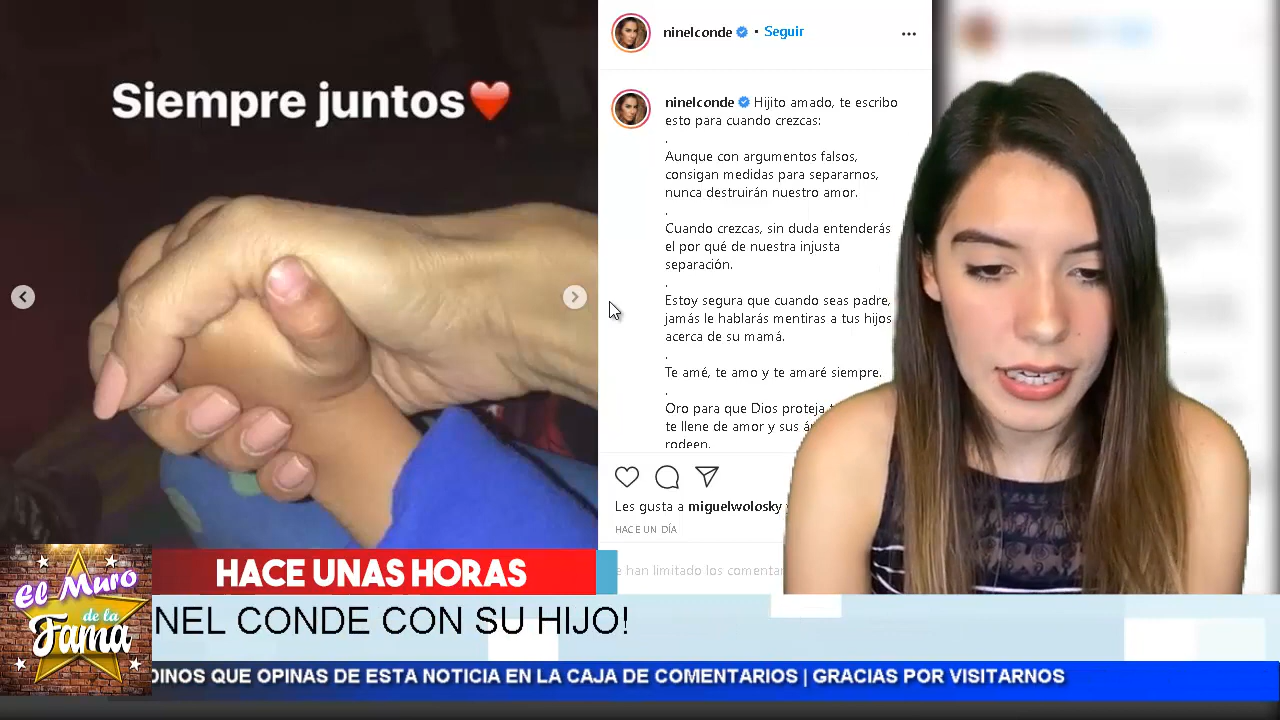 Siempre juntos
ninelconde • Seguir
ninelconde Hijito amado, te escribo
esto para cuando crezcas:
.
Aunque con argumentos falsos,
consigan medidas para separarnos,
nunca destruirán nuestro amor.
.
Cuando crezcas, sin duda entenderás
el por qué de nuestra injusta
separación.
.
Estoy segura que cuando seas padre,
jamás le hablarás mentiras a tus hijos
acerca de su mamá.
.
Te amé, te amo y te amaré siempre.
.
Oro para que Dios proteja
te llene de amor y sus
rodeen.
Les gusta a miguelwolosky
HACE UN DÍA
han limitado los
HACE UNAS HORAS
NEL CONDE CON SU HIJO!
El Muro
de la
Fama
DINOS QUE OPINAS DE ESTA NOTICIA EN LA CAJA DE COMENTARIOS | GRACIAS POR VISITARNOS